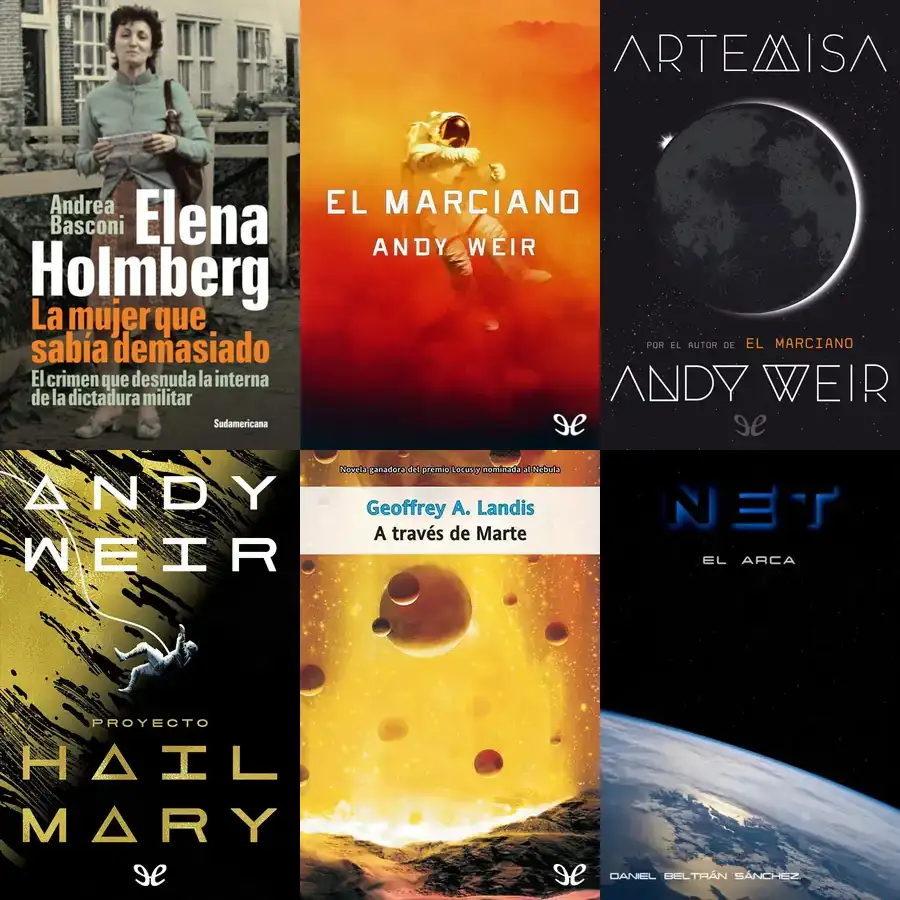 Andrea
Basconi
Elena
Holmberg
La mujer que
sabía demasiado
El crimen que desnuda la interna
de la dictadura militar
Sudamericana
EL MARCIANO
ANDY WEIR
ARTEMISA
POR EL AUTOR DE EL MARCIANO
ANDY WEIR
ANDY
WEIR
PROYECTO
HAIL
MARY
Novela ganadora del premio Locus y nominada al Nebula
Geoffrey A. Landis
A través de Marte
NET
EL ARCA
DANIEL BELTRÁN SÁNCHEZ